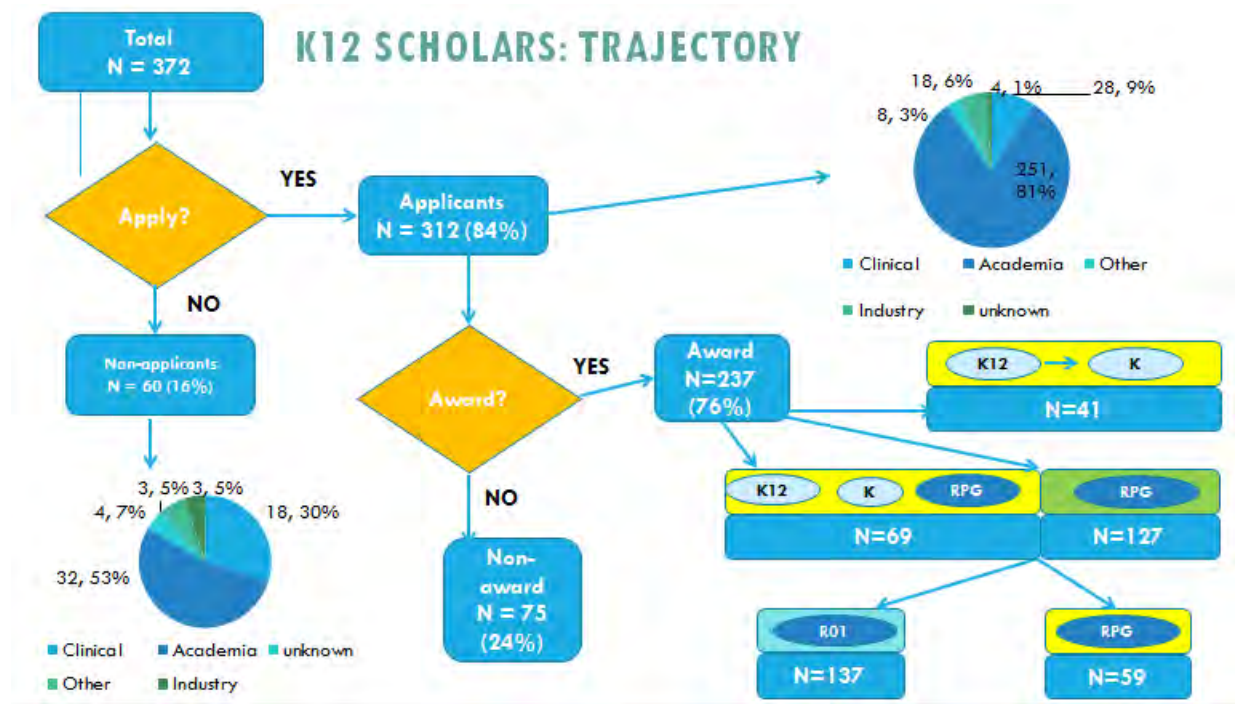 Total
N = 372
K12 SCHOLARS: TRAJECTORY
18, 6%
4, 1%
28, 9%
8, 3%
251,
81%
Clinical
Academia
Other
Industry
unknown
Apply?
YES
Applicants
N = 312 (84%)
NO
Non-applicants
N = 60 (16%)
Award?
YES
Award
N=237
(76%)
K12
K
N=41
K12
K
RPG
N=69
RPG
N=127
NO
Non-
award
N = 75
(24%)
R01
N=137
RPG
N=59
3, 5%
3, 5%
4, 7%
18, 30%
32, 53%
Clinical
Academia
unknown
Other
Industry